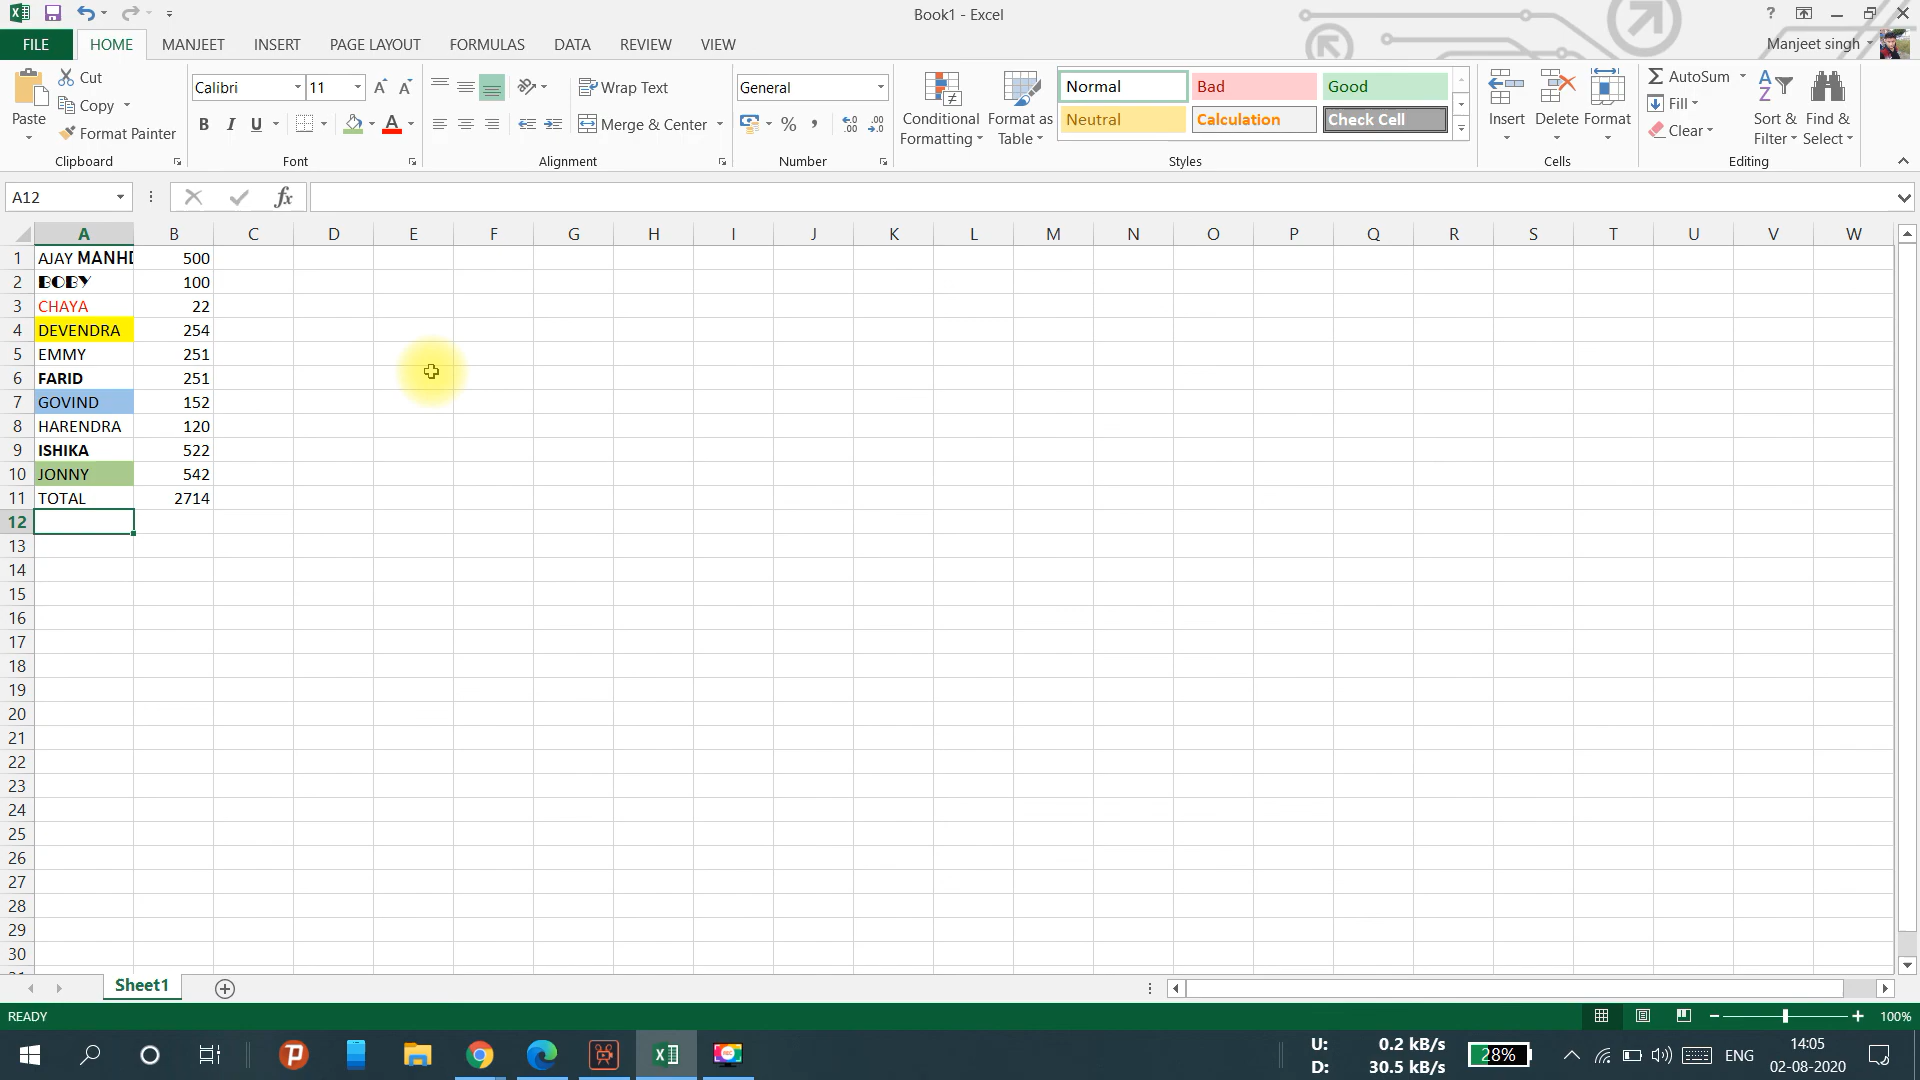 Book1 - Excel
?
FILE HOME MANJEET INSERT PAGE LAYOUT FORMULAS DATA REVIEW VIEW
Manjeet singh
Paste
Cut
Copy
Format Painter
Clipboard
Calibri 11
B I U
Font
Wrap Text
Merge & Center
Alignment
General
%
Number
Conditional Formatting
Format as Table
Normal Bad Good
Neutral Calculation Check Cell
Styles
Insert Delete Format
Cells
AutoSum
Fill
Clear
Sort & Filter
Find & Select
Editing
A12
fx
A B C D E F G H I J K L M N O P Q R S T U V W
1 AJAY MANHD 500
2 BOBY 100
3 CHAYA 22
4 DEVENDRA 254
5 EMMY 251
6 FARID 251
7 GOVIND 152
8 HARENDRA 120
9 ISHIKA 522
10 JONNY 542
11 TOTAL 2714
12
13
14
15
16
17
18
19
20
21
22
23
24
25
26
27
28
29
30
Sheet1
READY
100%
U: 0.2 kB/s
D: 30.5 kB/s
28%
ENG
14:05
02-08-2020